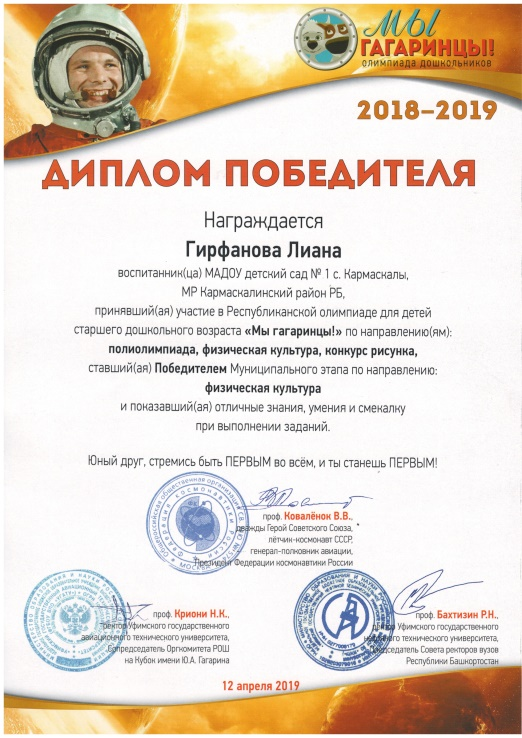 МЫ
ГАГАРИНЦЫ!
ОЛИМПИАДА ДОШКОЛЬНИКОВ
2018–2019
ДИПЛОМ ПОБЕДИТЕЛЯ
Награждается
Гирфанова Лиана
воспитанник(ца) МАДОУ детский сад № 1 с. Кармаскалы,
МР Кармаскалинский район РБ,
принявший(ая) участие в Республиканской олимпиаде для детей
старшего дошкольного возраста «Мы гагаринцы!» по направлению(ям):
полиолимпиада, физическая культура, конкурс рисунка,
ставший(ая) Победителем Муниципального этапа по направлению:
физическая культура
и показавший(ая) отличные знания, умения и смекалку
при выполнении заданий.
Юный друг, стремись быть ПЕРВЫМ во всём, и ты станешь ПЕРВЫМ!
Федерация космонавтики России
МОСКВА
проф. Ковалёнок В.В.,
дважды Герой Советского Союза,
лётчик-космонавт СССР,
генерал-полковник авиации,
Президент Федерации космонавтики России
проф. Криони Н.К.,
ректор Уфимского государственного
авиационного технического университета,
Сопредседатель Оргкомитета РОШ
на Кубок имени Ю.А. Гагарина
проф. Бахтизин Р.Н.,
ректор Уфимского государственного
нефтяного технического университета,
Председатель Совета ректоров вузов
Республики Башкортостан
12 апреля 2019